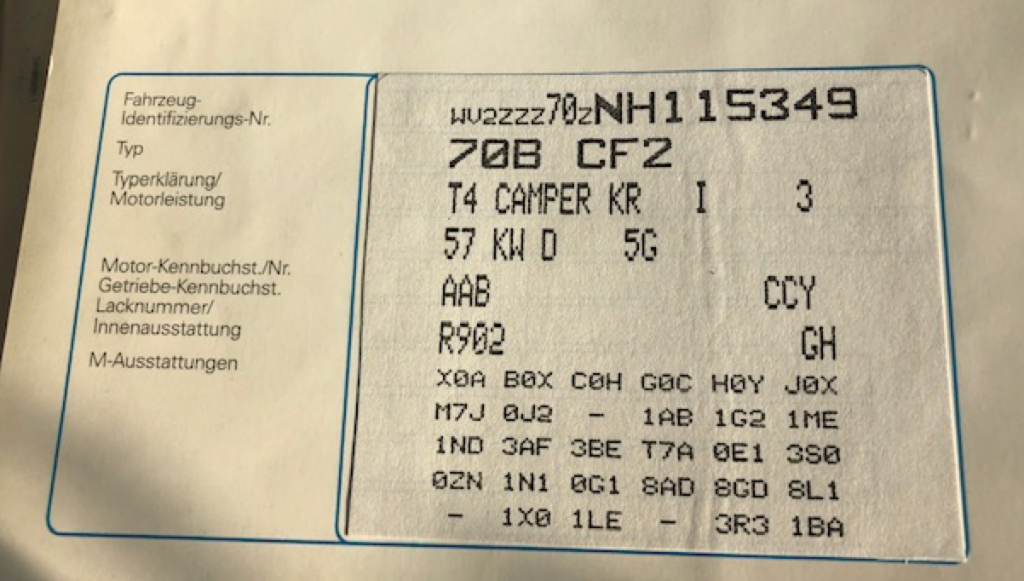 Fahrzeug-
Identifizierungs-Nr.
Typ
Typerklärung/
Motorleistung
Motor-Kennbuchst./Nr.
Getriebe-Kennbuchst.
Lacknummer/
Innenausstattung
M-Ausstattungen
WV2ZZZ70ZNH115349
70B CF2
T4 CAMPER KR I 3
57 KW D 5G
AAB CCY
R902 GH
X0A B0X C0H G0C H0Y J0X
M7J 0J2 - 1AB 1G2 1ME
1ND 3AF 3BE T7A 0E1 3S0
0ZN 1N1 0G1 8AD 8GD 8L1
- 1X0 1LE - 3R3 1BA